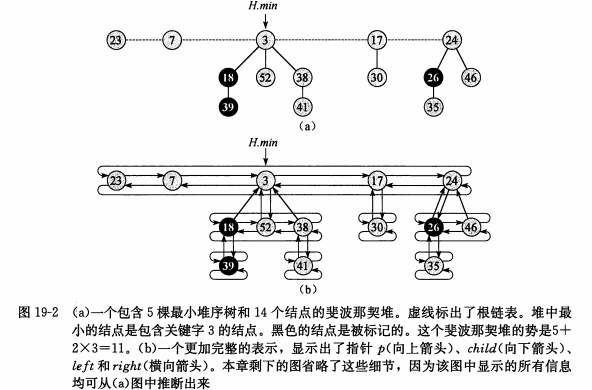 H.min
23 7 3 17 24
18 52 38 30 26 46
39 41 35
(a)
H.min
23 7 3 17 24
18 52 38 30 26 46
39 41 35
(b)
图 19-2 (a)一个包含 5 棵最小堆序树和 14 个结点的斐波那契堆。虚线标出了根链表。堆中最
小的结点是包含关键字 3 的结点。黑色的结点是被标记的。这个斐波那契堆的势是5+
2×3=11。(b)一个更加完整的表示，显示出了指针 p(向上箭头)、child(向下箭头)、
left 和 right(横向箭头)。本章剩下的图省略了这些细节，因为该图中显示的所有信息
均可从(a)图中推断出来